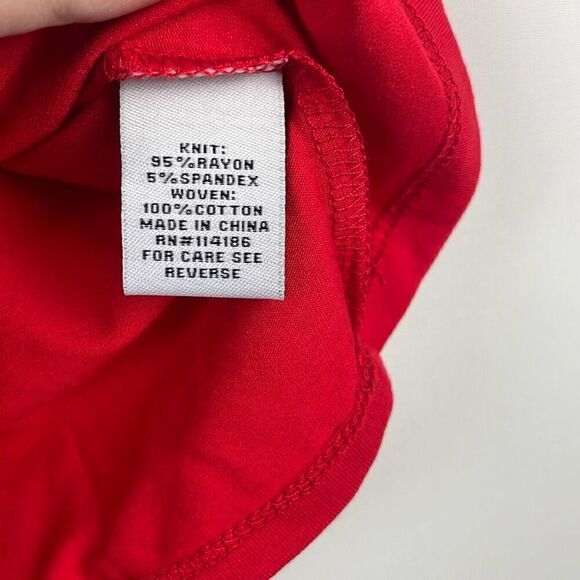 KNIT:
95%RAYON
5%SPANDEX
WOVEN:
100%COTTON
MADE IN CHINA
RN#114186
FOR CARE SEE
REVERSE